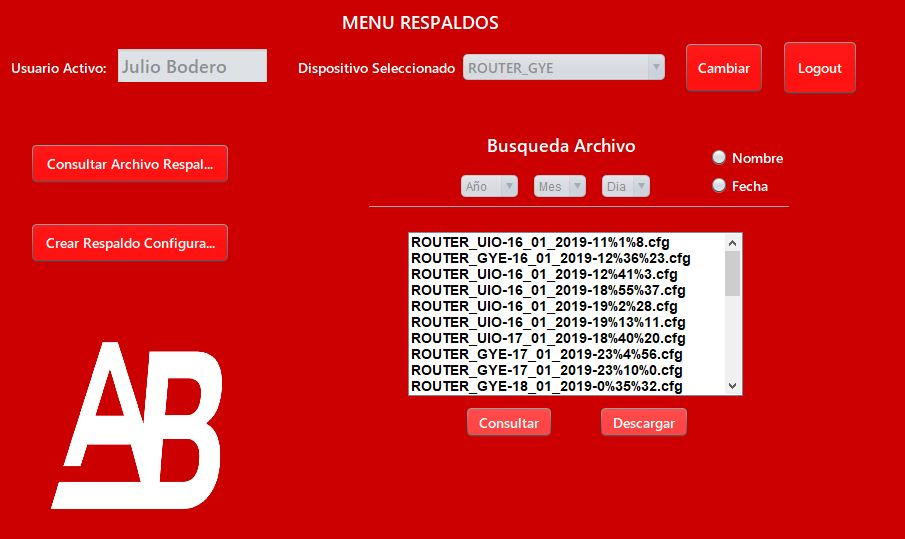 MENU RESPALDOS
Usuario Activo: Julio Bodero Dispositivo Seleccionado ROUTER_GYE Cambiar Logout
Consultar Archivo Respal...
Crear Respaldo Configura...
Busqueda Archivo
Nombre
Año Mes Dia Fecha
ROUTER_UIO-16_01_2019-11%1%8.cfg
ROUTER_GYE-16_01_2019-12%36%23.cfg
ROUTER_UIO-16_01_2019-12%41%3.cfg
ROUTER_UIO-16_01_2019-18%55%37.cfg
ROUTER_UIO-16_01_2019-19%2%28.cfg
ROUTER_UIO-16_01_2019-19%13%11.cfg
ROUTER_UIO-17_01_2019-18%40%20.cfg
ROUTER_GYE-17_01_2019-23%4%56.cfg
ROUTER_GYE-17_01_2019-23%10%0.cfg
ROUTER_GYE-18_01_2019-0%35%32.cfg
Consultar Descargar
AB